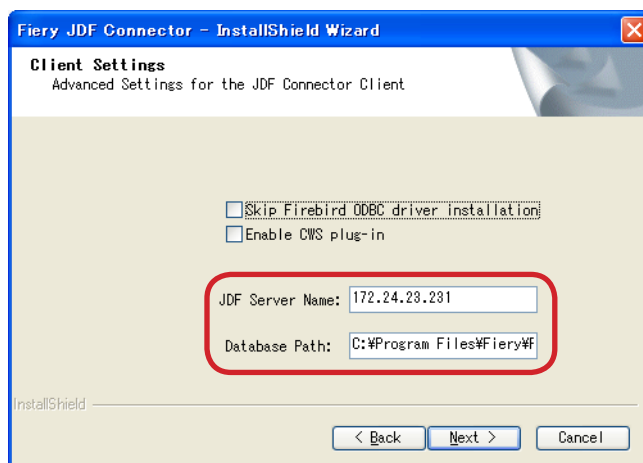 Fiery JDF Connector - InstallShield Wizard
Client Settings
Advanced Settings for the JDF Connector Client
Skip Firebird ODBC driver installation
Enable CWS plug-in
JDF Server Name: 172.24.23.231
Database Path: C:¥Program Files¥Fiery¥F
InstallShield
< Back Next > Cancel